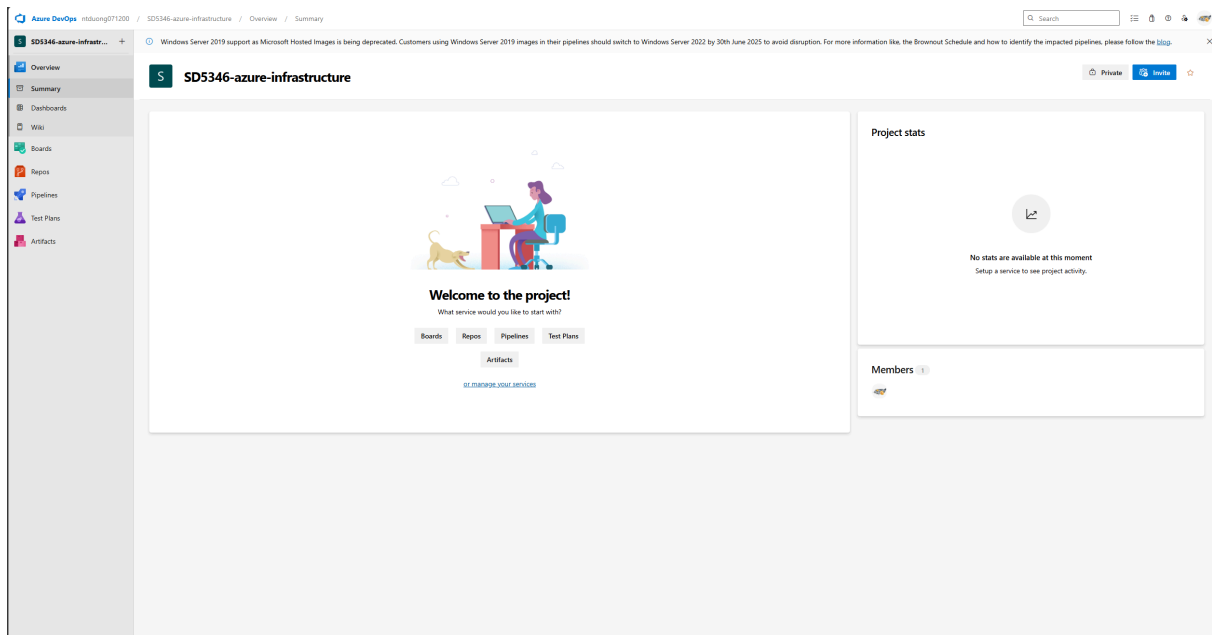 Azure DevOps ntduong071200 / SD5346-azure-infrastructure / Overview / Summary
Search
S SD5346-azure-infrastr... +
Windows Server 2019 support as Microsoft Hosted Images is being deprecated. Customers using Windows Server 2019 images in their pipelines should switch to Windows Server 2022 by 30th June 2025 to avoid disruption. For more information like, the Brownout Schedule and how to identify the impacted pipelines, please follow the blog.
Overview
Summary
Dashboards
Wiki
Boards
Repos
Pipelines
Test Plans
Artifacts
S SD5346-azure-infrastructure
Private
Invite
Welcome to the project!
What service would you like to start with?
Boards Repos Pipelines Test Plans
Artifacts
or manage your services
Project stats
No stats are available at this moment
Setup a service to see project activity.
Members 1